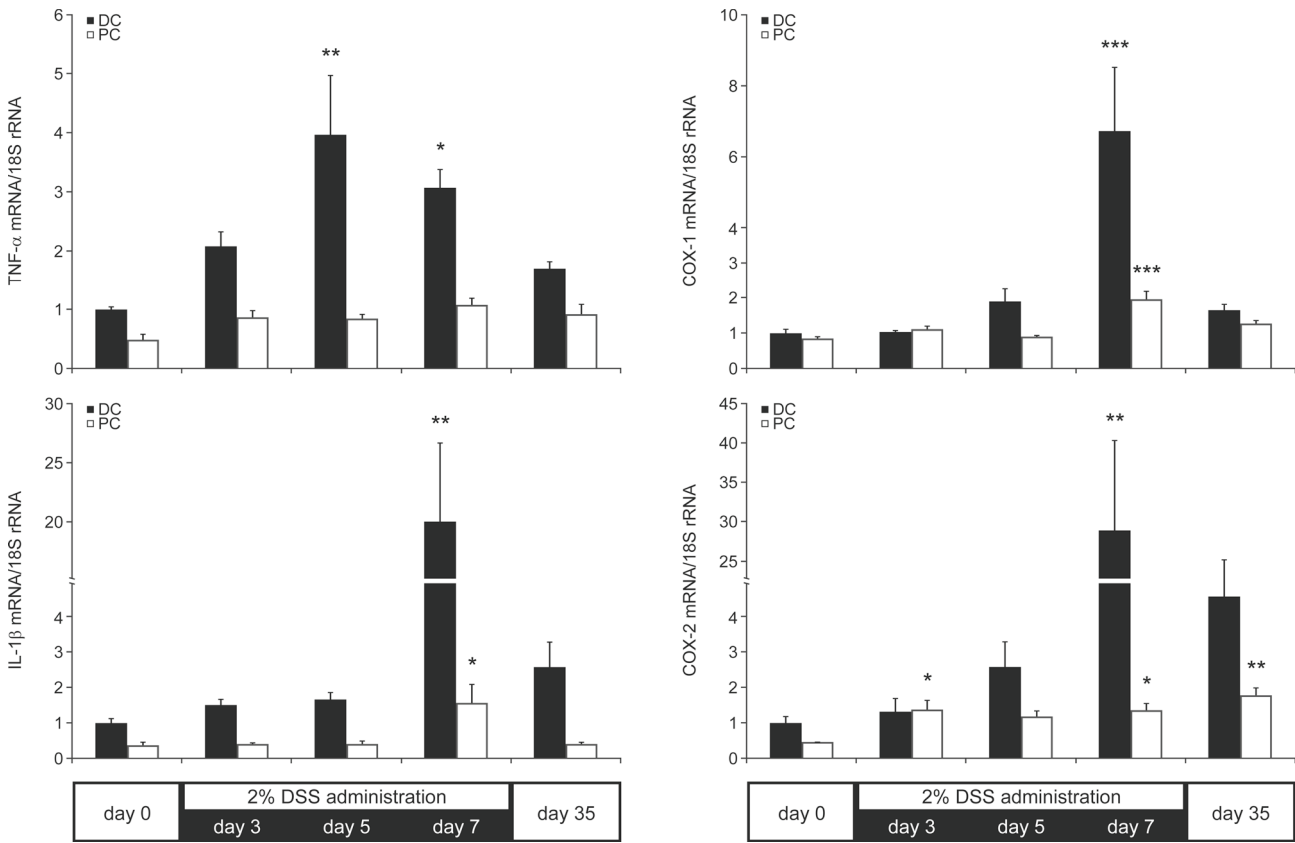 DC
PC
TNF-α mRNA/18S rRNA
6
5
4
3
2
1
0
**
*
DC
PC
COX-1 mRNA/18S rRNA
10
8
6
4
2
1
0
***
***
DC
PC
IL-1β mRNA/18S rRNA
30
25
20
4
3
2
1
0
**
*
DC
PC
COX-2 mRNA/18S rRNA
45
40
35
30
25
4
3
2
1
0
*
**
*
**
day 0
2% DSS administration
day 3
day 5
day 7
day 35
day 0
2% DSS administration
day 3
day 5
day 7
day 35